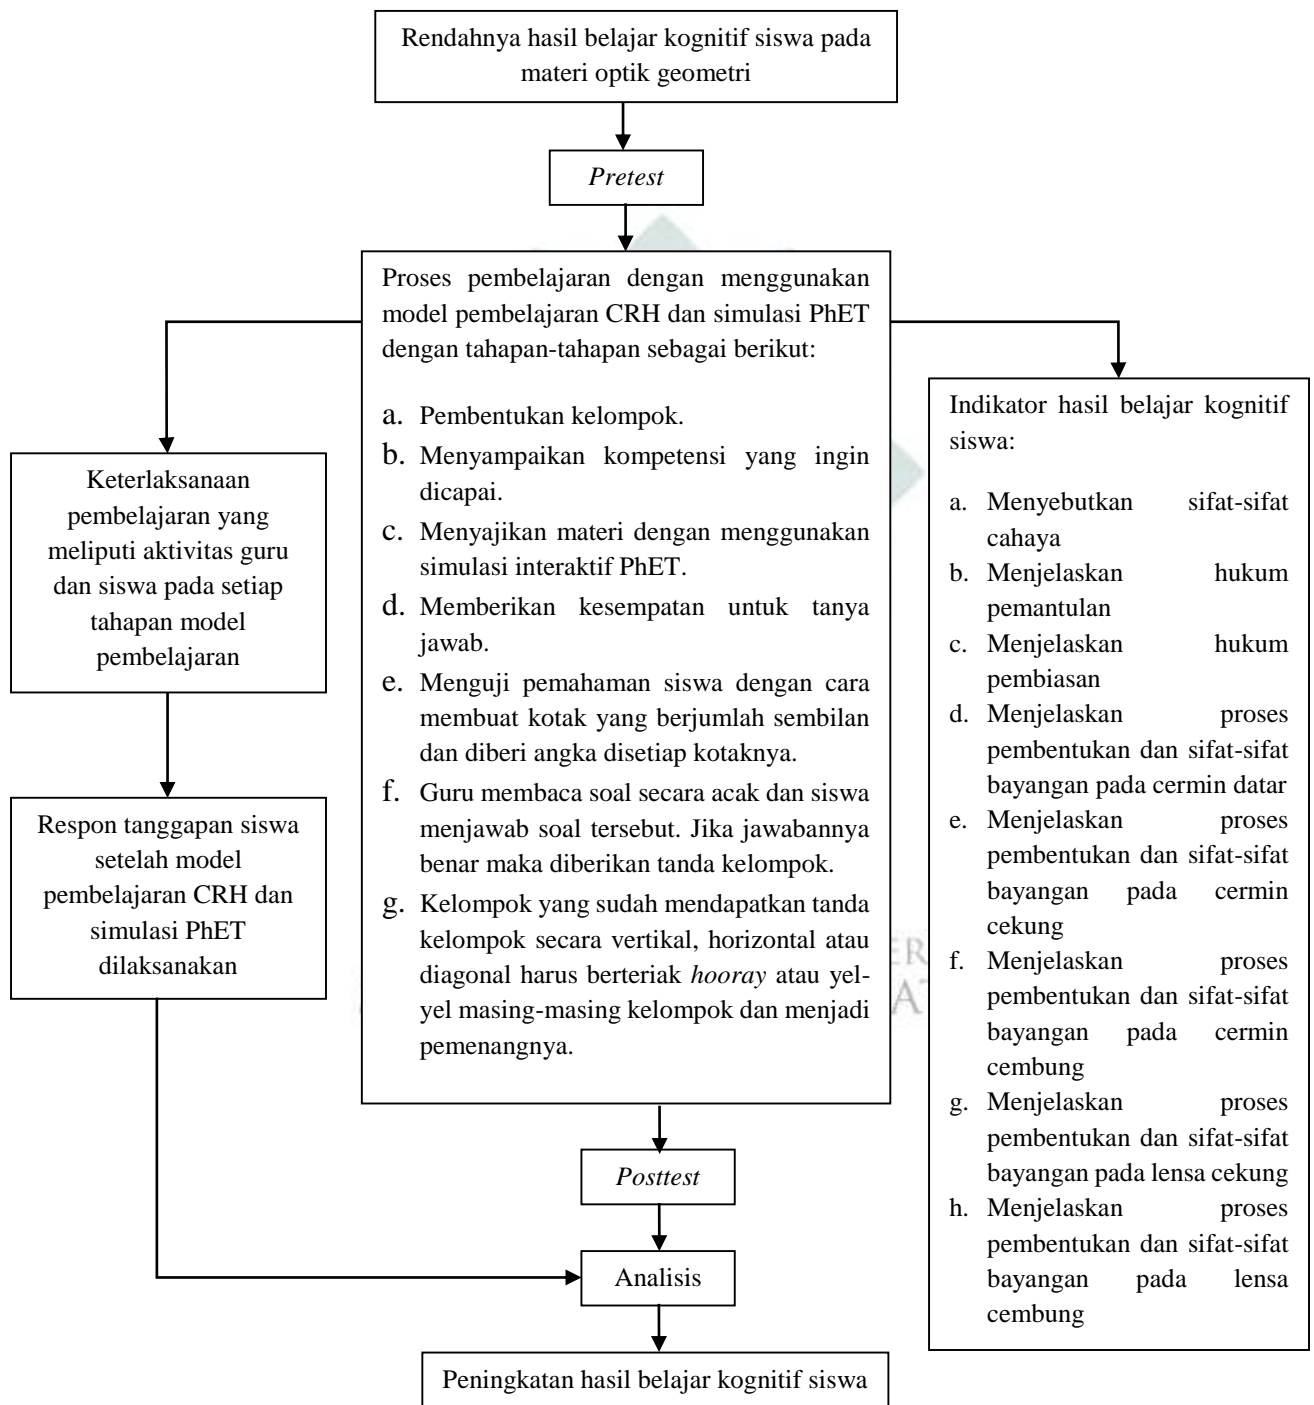 Rendahnya hasil belajar kognitif siswa pada
materi optik geometri
Pretest
Proses pembelajaran dengan menggunakan
model pembelajaran CRH dan simulasi PhET
dengan tahapan-tahapan sebagai berikut:
a. Pembentukan kelompok.
b. Menyampaikan kompetensi yang ingin
dicapai.
c. Menyajikan materi dengan menggunakan
simulasi interaktif PhET.
d. Memberikan kesempatan untuk tanya
jawab.
e. Menguji pemahaman siswa dengan cara
membuat kotak yang berjumlah sembilan
dan diberi angka disetiap kotaknya.
f. Guru membaca soal secara acak dan siswa
menjawab soal tersebut. Jika jawabannya
benar maka diberikan tanda kelompok.
g. Kelompok yang sudah mendapatkan tanda
kelompok secara vertikal, horizontal atau
diagonal harus berteriak hooray atau yel-
yel masing-masing kelompok dan menjadi
pemenangnya.
Keterlaksanaan
pembelajaran yang
meliputi aktivitas guru
dan siswa pada setiap
tahapan model
pembelajaran
Respon tanggapan siswa
setelah model
pembelajaran CRH dan
simulasi PhET
dilaksanakan
Indikator hasil belajar kognitif
siswa:
a. Menyebutkan sifat-sifat
cahaya
b. Menjelaskan hukum
pemantulan
c. Menjelaskan hukum
pembiasan
d. Menjelaskan proses
pembentukan dan sifat-sifat
bayangan pada cermin datar
e. Menjelaskan proses
pembentukan dan sifat-sifat
bayangan pada cermin
cekung
f. Menjelaskan proses
pembentukan dan sifat-sifat
bayangan pada cermin
cembung
g. Menjelaskan proses
pembentukan dan sifat-sifat
bayangan pada lensa cekung
h. Menjelaskan proses
pembentukan dan sifat-sifat
bayangan pada lensa
cembung
Posttest
Analisis
Peningkatan hasil belajar kognitif siswa